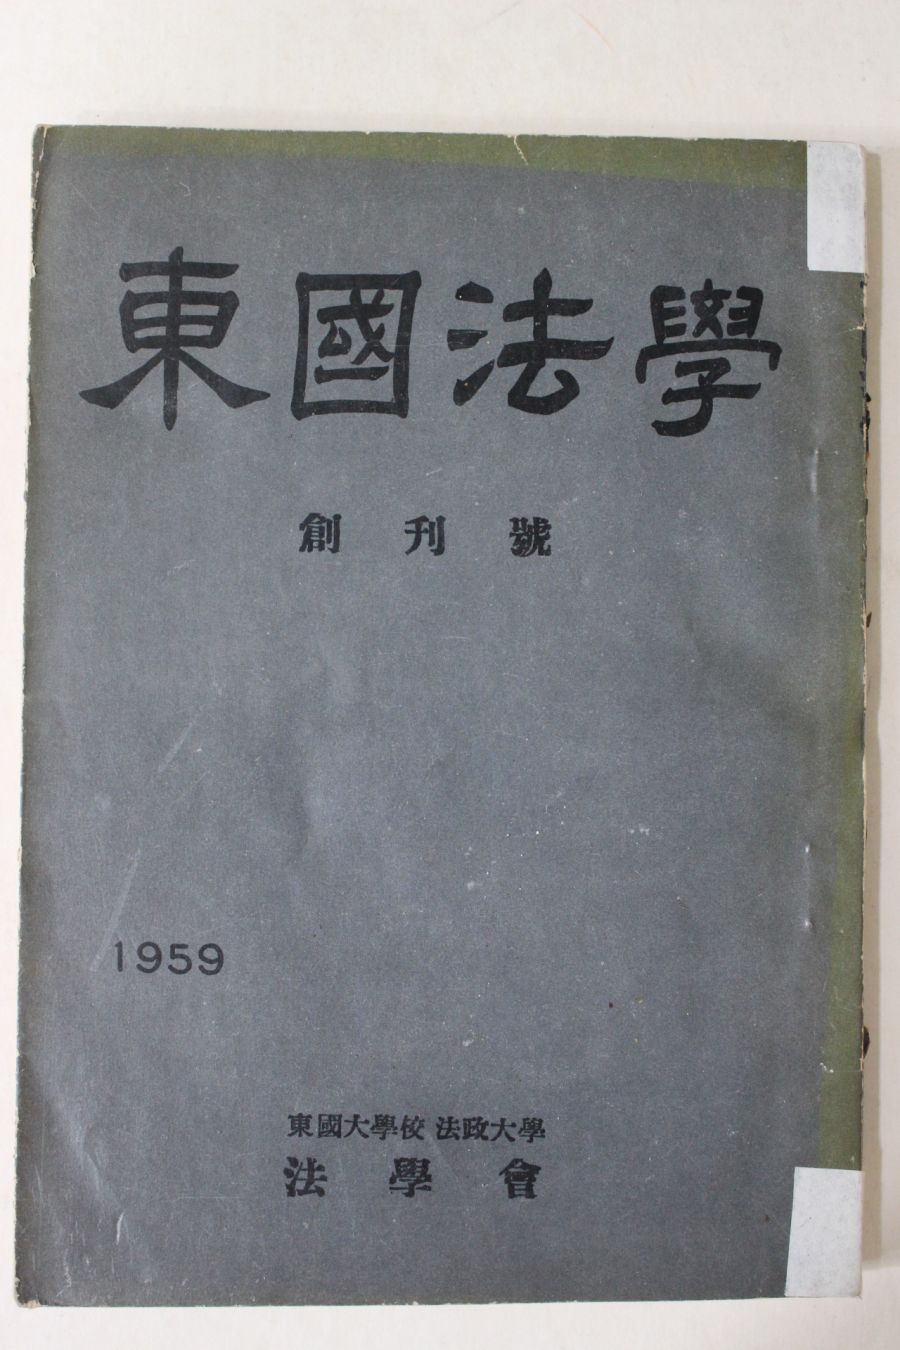 東國法學
創刊號
1959
東國大學校 法政大學
法學會